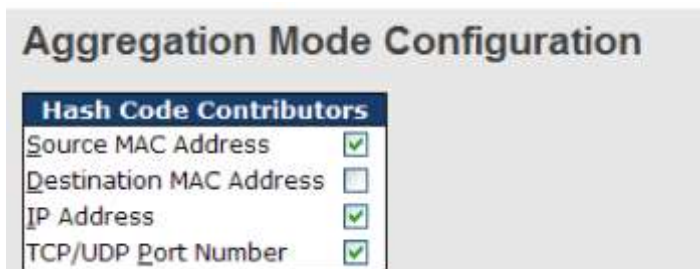 Aggregation Mode Configuration
Hash Code Contributors
Source MAC Address
Destination MAC Address
IP Address
TCP/UDP Port Number